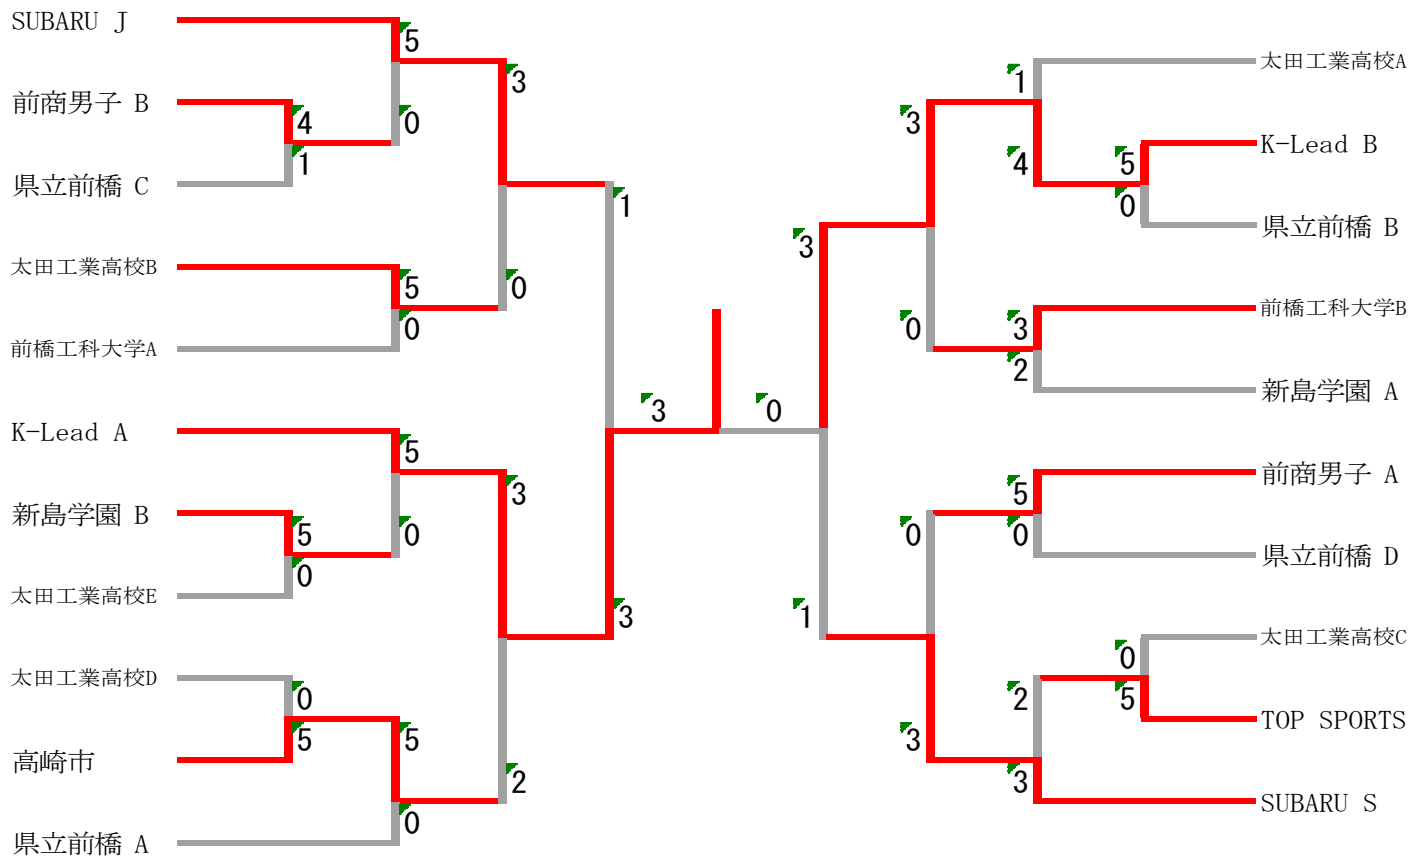 SUBARU J
前商男子 B
県立前橋 C
太田工業高校B
前橋工科大学A
K-Lead A
新島学園 B
太田工業高校E
太田工業高校D
高崎市
県立前橋 A
5
0
4
1
3
0
5
0
1
3
5
0
5
0
3
2
0
5
5
0
3
0
3
1
3
0
1
4
5
0
3
2
0
3
5
0
2
3
0
5
太田工業高校A
K-Lead B
県立前橋 B
前橋工科大学B
新島学園 A
前商男子 A
県立前橋 D
太田工業高校C
TOP SPORTS
SUBARU S